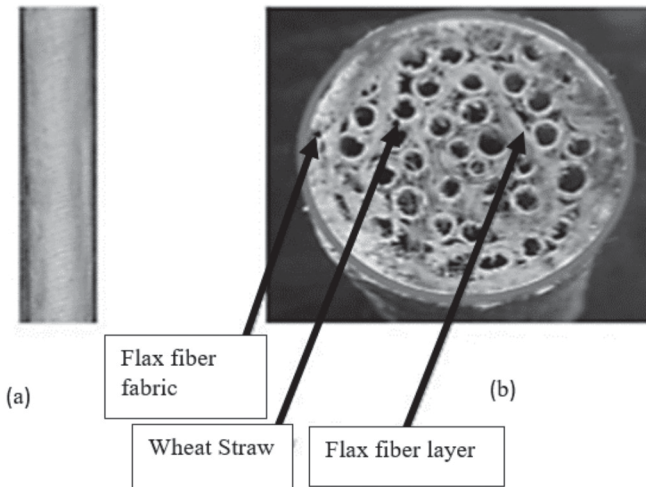 Flax fiber
fabric
(a)
(b)
Wheat Straw
Flax fiber layer